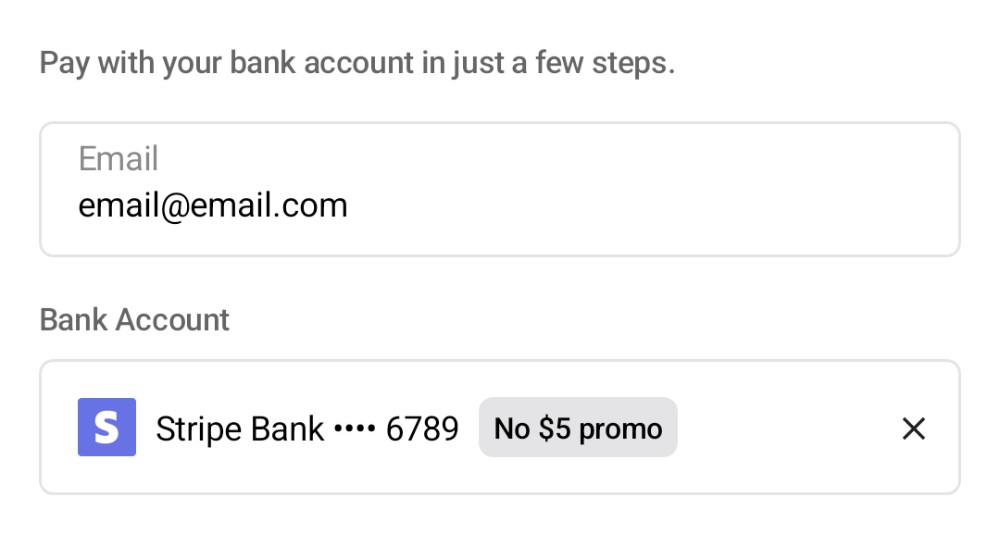 Pay with your bank account in just a few steps.
Email
email@email.com
Bank Account
S Stripe Bank •••• 6789 No $5 promo